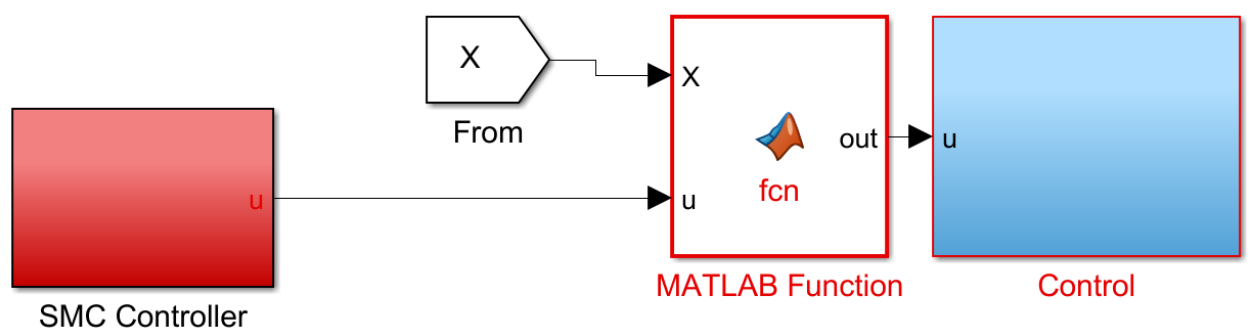 X
From
u
SMC Controller
X
u
fcn
out
MATLAB Function
u
Control